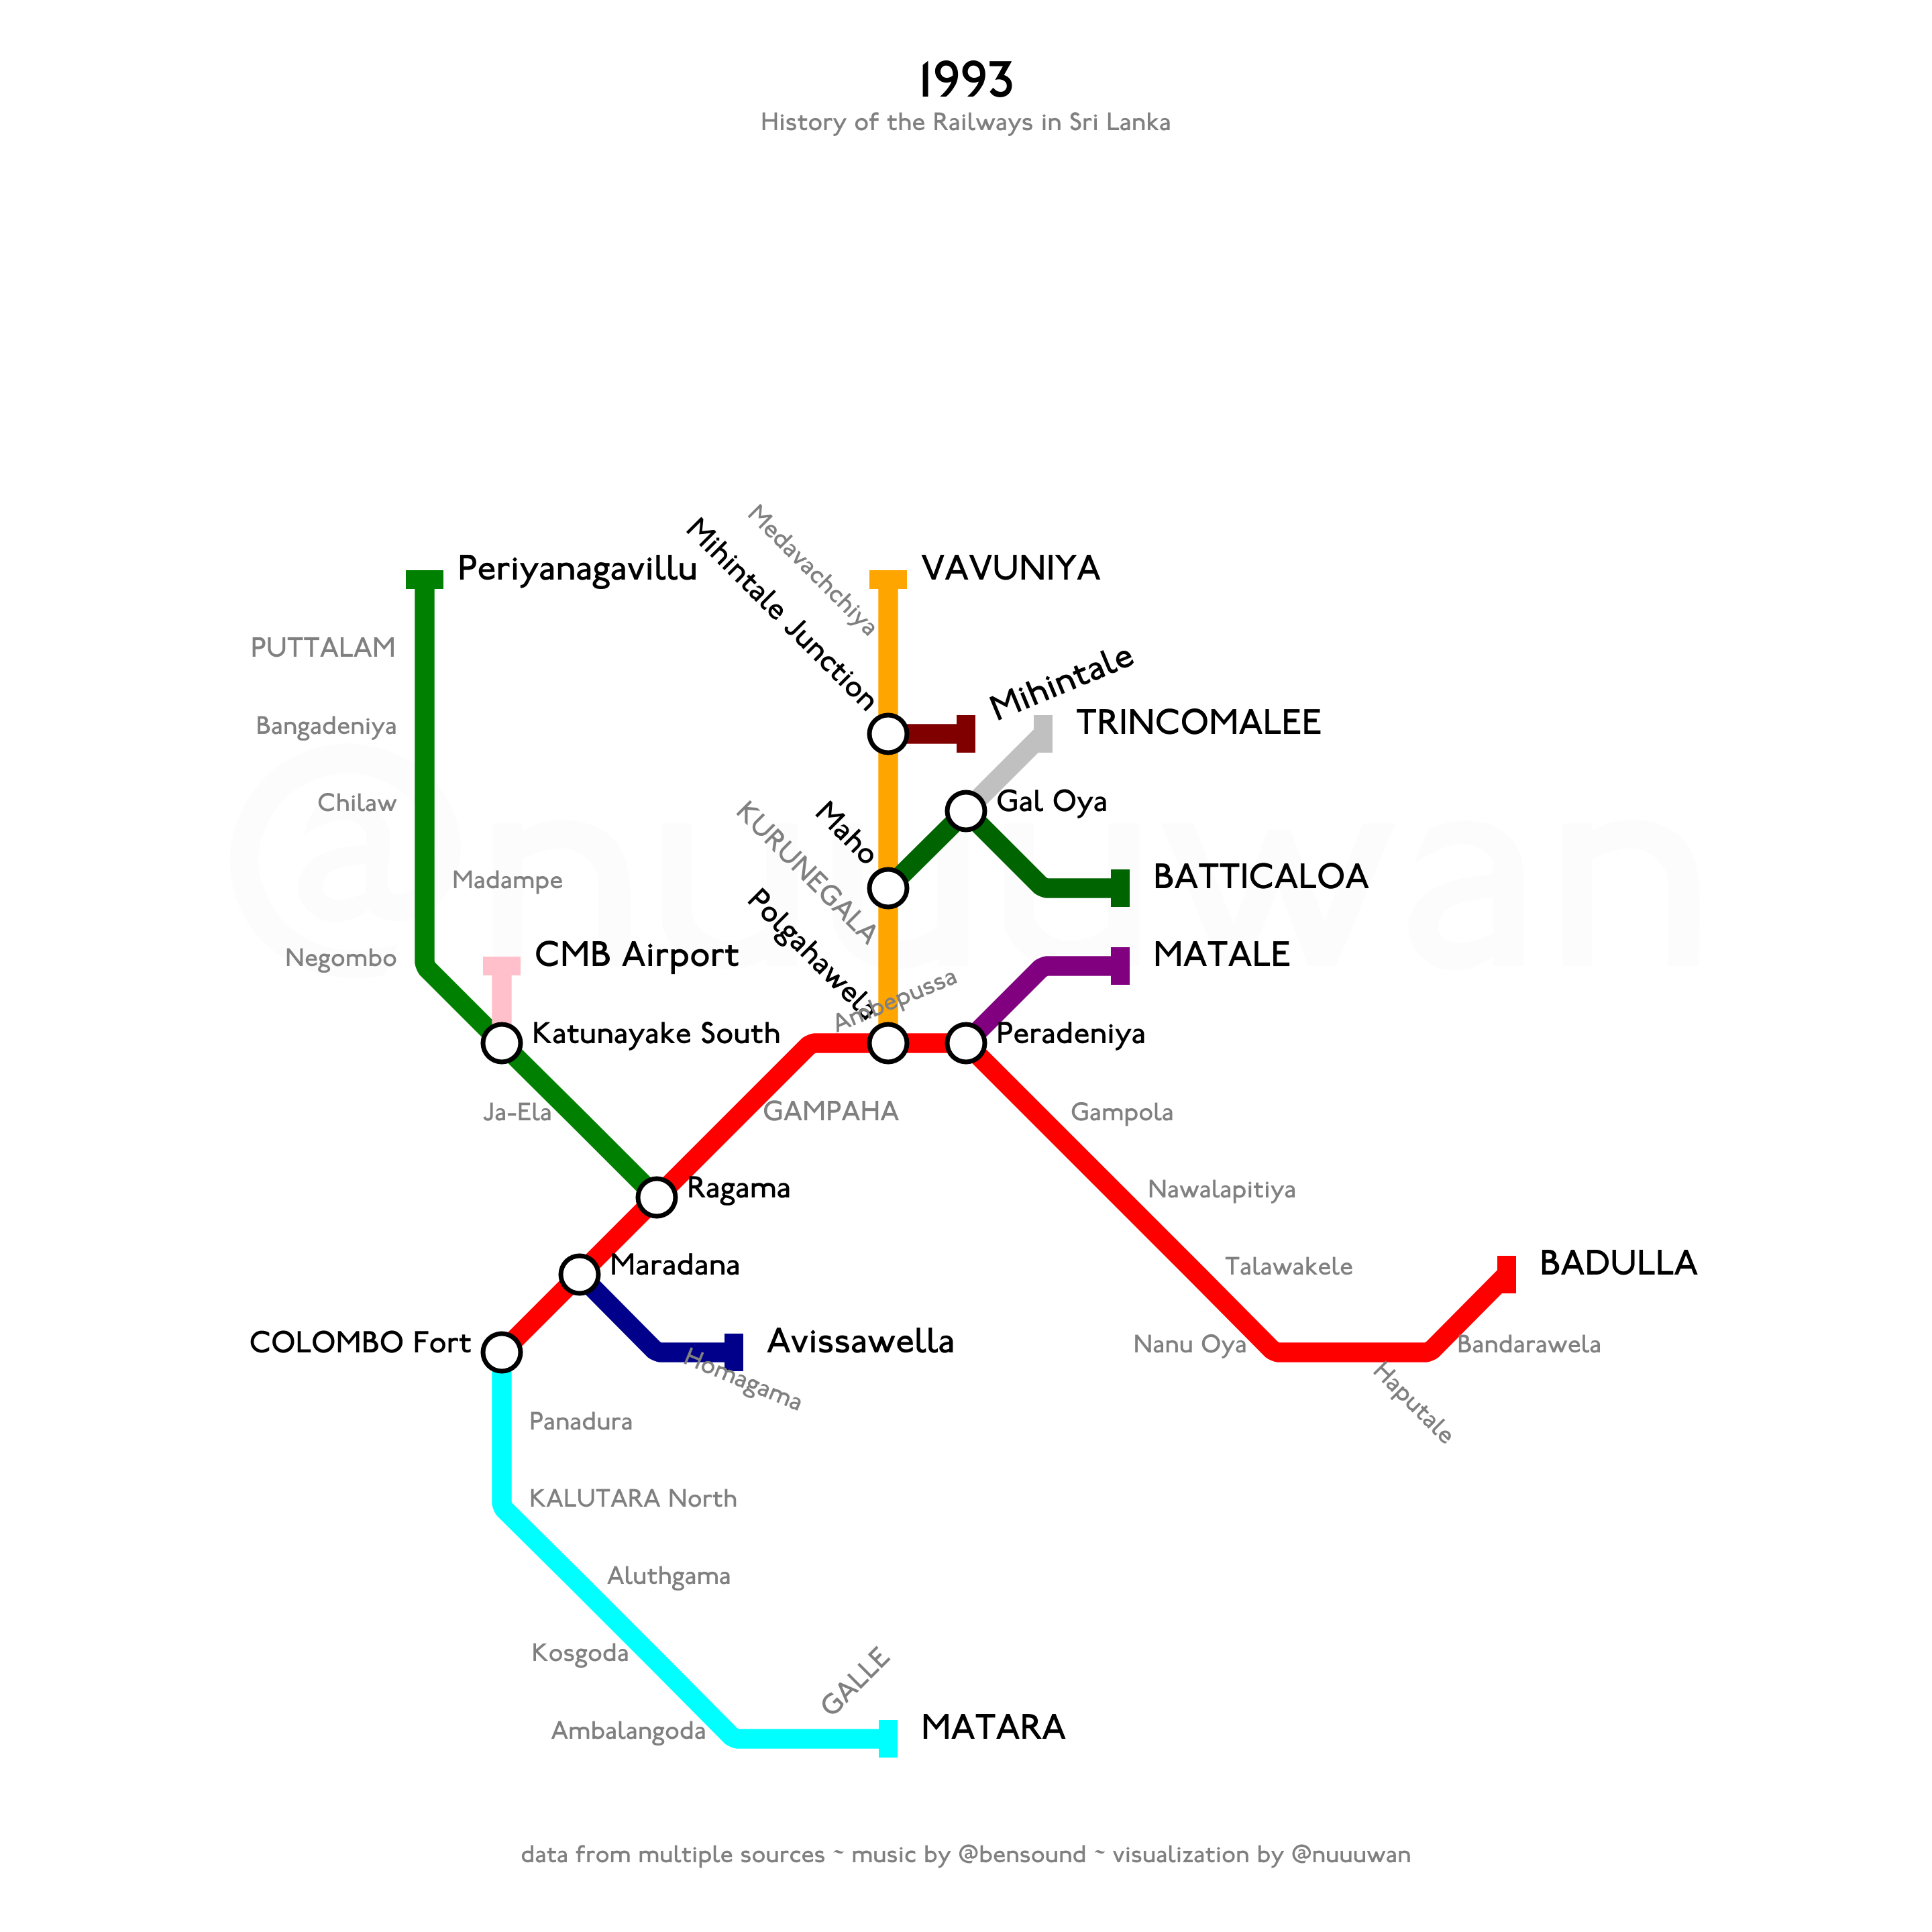 1993
History of the Railways in Sri Lanka
Medavachchiya
Mihintale Junction
Periyanagavillu
VAVUNIYA
PUTTALAM
Mihintale
Bangadeniya
TRINCOMALEE
Chilaw
Maho
Gal Oya
KURUNEGALA
Madampe
BATTICALOA
@nuuuwan
Polgahawela
Negombo
CMB Airport
MATALE
Ambepussa
Katunayake South
Peradeniya
Ja-Ela
GAMPAHA
Gampola
Ragama
Nawalapitiya
Maradana
Talawakele
BADULLA
COLOMBO Fort
Avissawella
Nanu Oya
Bandarawela
Homagama
Haputale
Panadura
KALUTARA North
Aluthgama
Kosgoda
GALLE
Ambalangoda
MATARA
data from multiple sources ~ music by @bensound ~ visualization by @nuuuwan